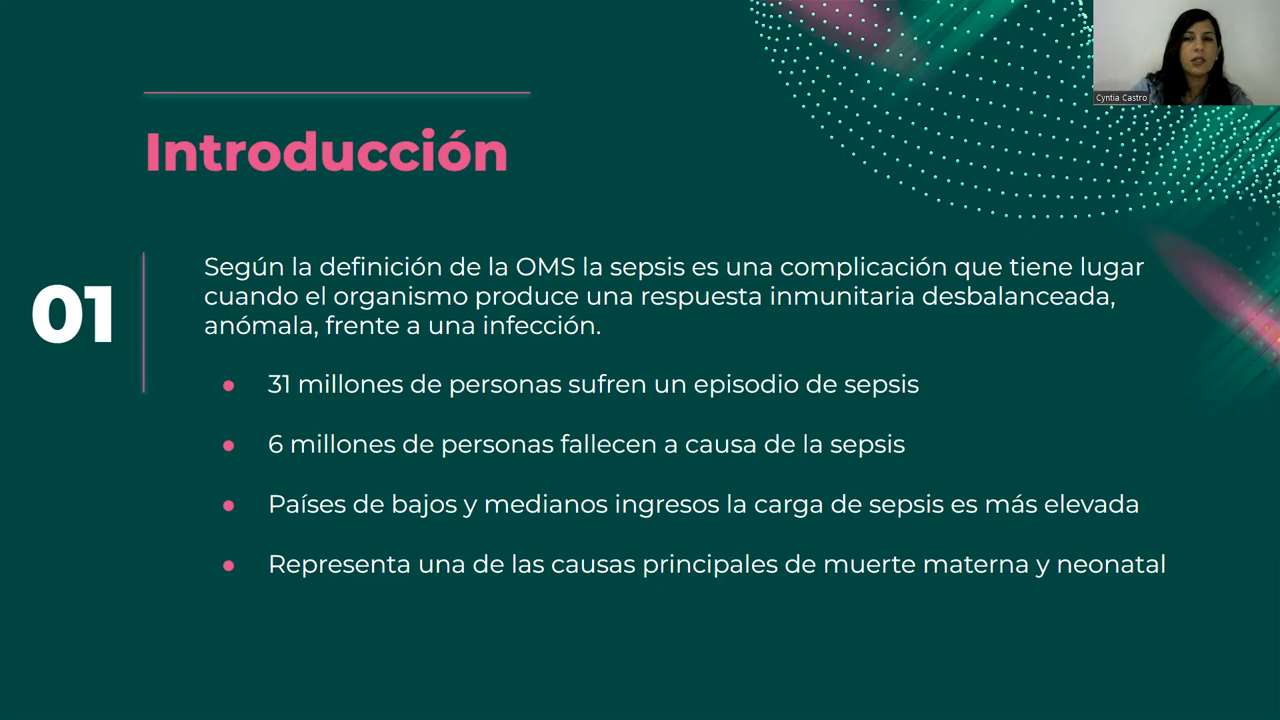 Cyntia Castro
Introducción
01
Según la definición de la OMS la sepsis es una complicación que tiene lugar
cuando el organismo produce una respuesta inmunitaria desbalanceada,
anómala, frente a una infección.
● 31 millones de personas sufren un episodio de sepsis
● 6 millones de personas fallecen a causa de la sepsis
● Países de bajos y medianos ingresos la carga de sepsis es más elevada
● Representa una de las causas principales de muerte materna y neonatal